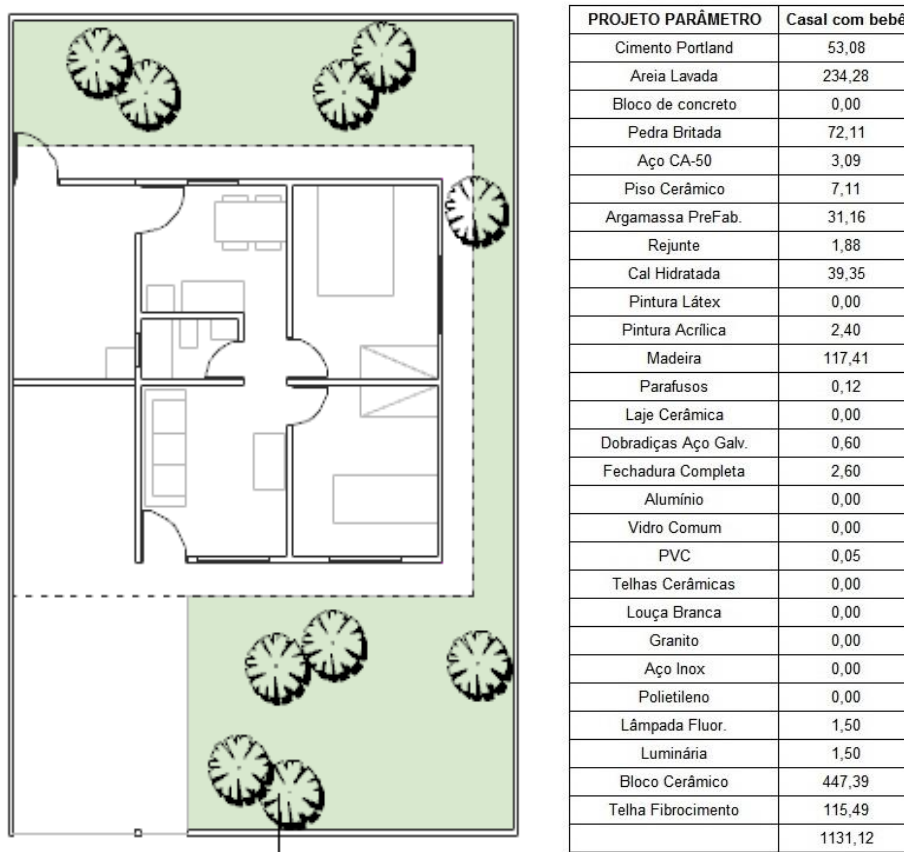 PROJETO PARÂMETRO Casal com bebê
Cimento Portland 53,08
Areia Lavada 234,28
Bloco de concreto 0,00
Pedra Britada 72,11
Aço CA-50 3,09
Piso Cerâmico 7,11
Argamassa PreFab. 31,16
Rejunte 1,88
Cal Hidratada 39,35
Pintura Látex 0,00
Pintura Acrílica 2,40
Madeira 117,41
Parafusos 0,12
Laje Cerâmica 0,00
Dobradiças Aço Galv. 0,60
Fechadura Completa 2,60
Alumínio 0,00
Vidro Comum 0,00
PVC 0,05
Telhas Cerâmicas 0,00
Louça Branca 0,00
Granito 0,00
Aço Inox 0,00
Polietileno 0,00
Lâmpada Fluor. 1,50
Luminária 1,50
Bloco Cerâmico 447,39
Telha Fibrocimento 115,49
1131,12